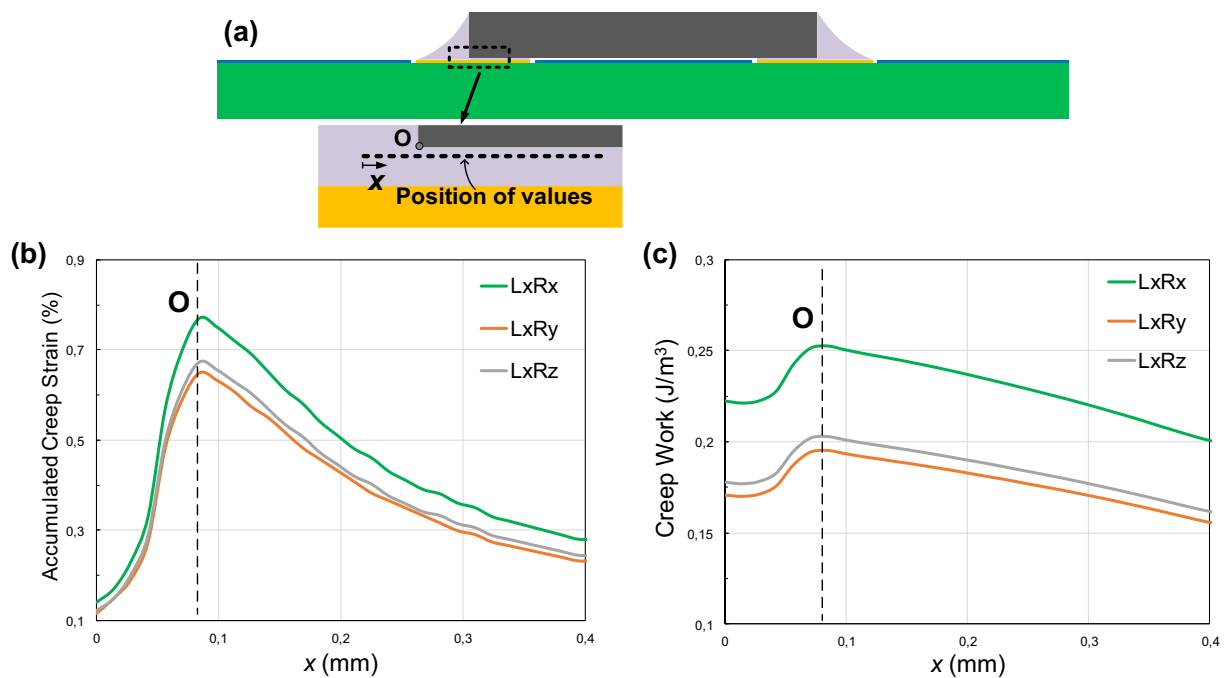 (a)
O
x
Position of values
(b)
0,9
0,7
0,5
0,3
0,1
Accumulated Creep Strain (%)
O
LxRx
LxRy
LxRz
0
0,1
0,2
0,3
0,4
x (mm)
(c)
0,3
0,25
0,2
0,15
0,1
Creep Work (J/m³)
O
LxRx
LxRy
LxRz
0
0,1
0,2
0,3
0,4
x (mm)